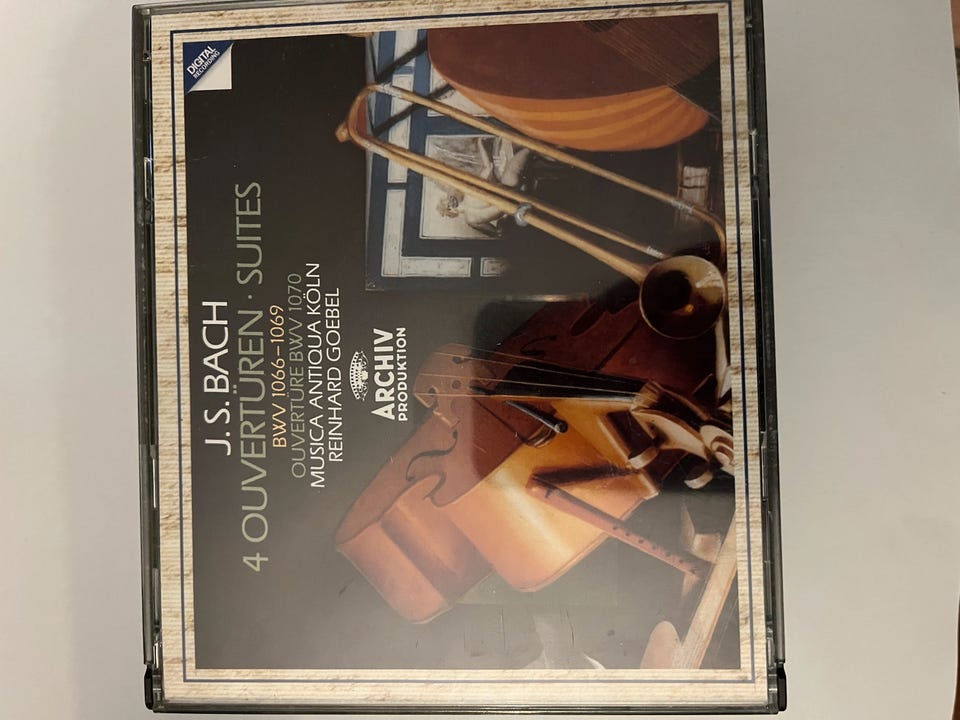 DIGITAL
RECORDING
J. S. BACH
4 OUVERTÜREN · SUITES
BWV 1066–1069
OUVERTÜRE BWV 1070
MUSICA ANTIQUA KÖLN
REINHARD GOEBEL
ARCHIV
PRODUKTION